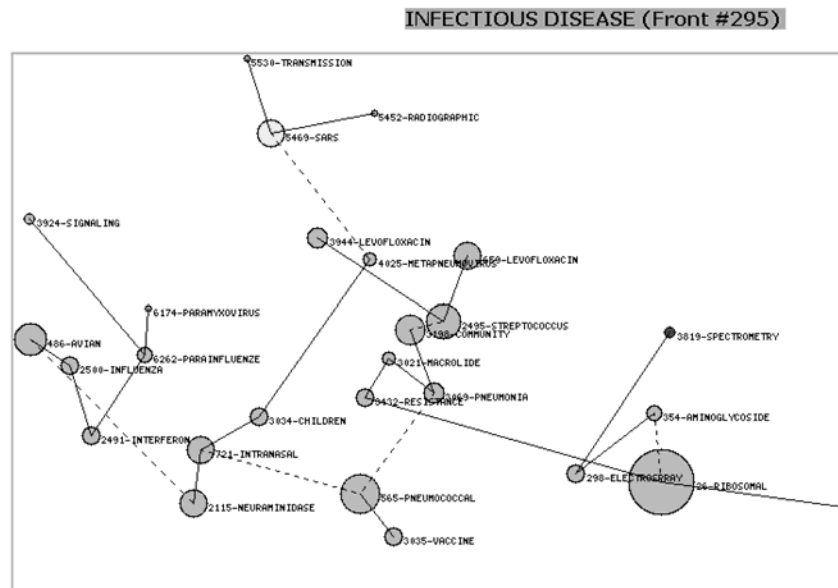 INFECTIOUS DISEASE (Front #295)
5530-TRANSMISSION
5452-RADIOGRAPHIC
5469-SARS
3924-SIGNALING
3944-LEVOFLOXACIN
4025-METAPNEUMOVIRUS
659-LEVOFLOXACIN
6174-PARAMYXOVIRUS
2495-STREPTOCOCCUS
3198-COMMUNITY
3819-SPECTROMETRY
486-AVIAN
6262-PARAINFLUENZE
2500-INFLUENZA
3021-MACROLIDE
3069-PNEUMONIA
3432-RESISTANCE
3034-CHILDREN
354-AMINOGLYCOSIDE
2491-INTERFERON
721-INTRANASAL
298-ELECTROSPRAY
26-RIBOSOMAL
565-PNEUMOCOCCAL
2115-NEURAMINIDASE
3035-VACCINE